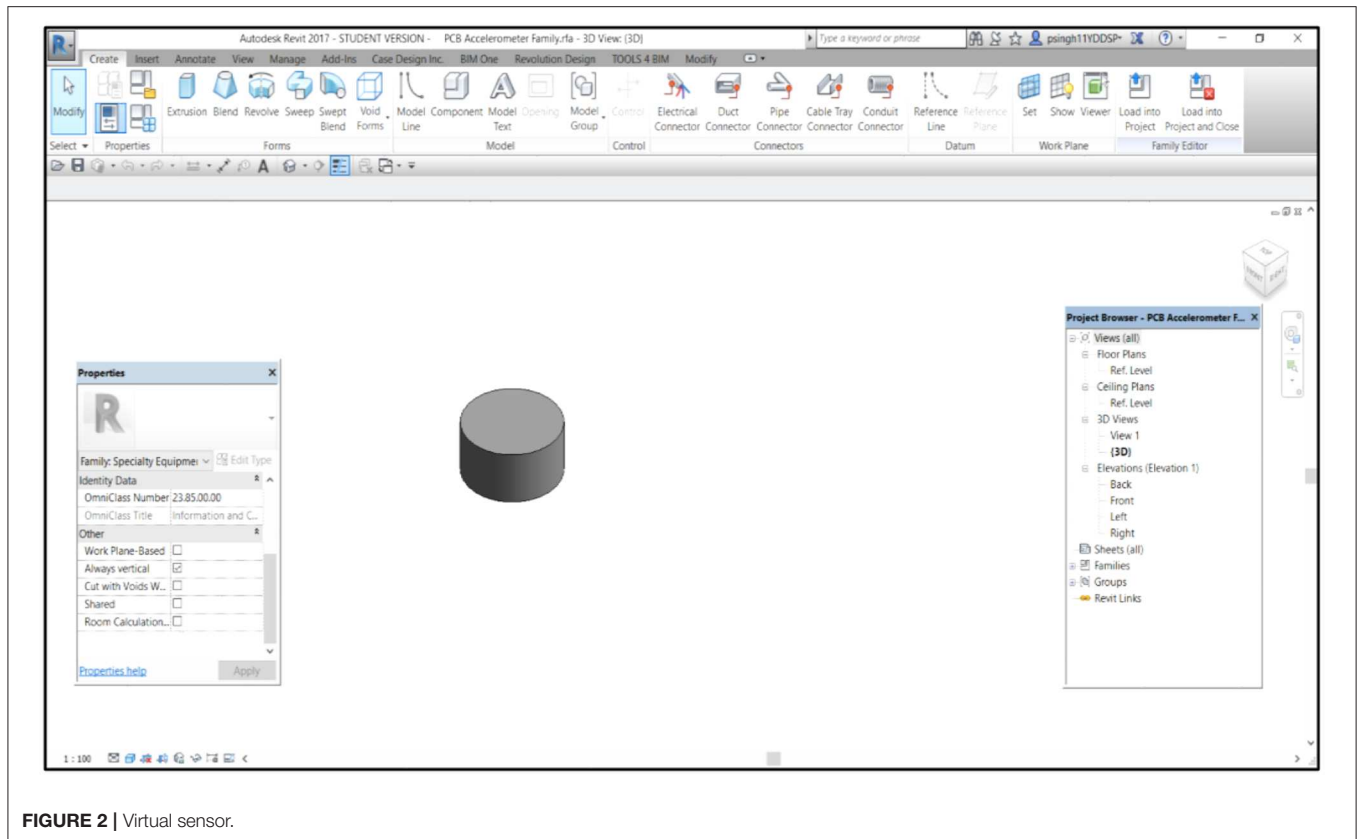 Autodesk Revit 2017 - STUDENT VERSION - PCB Accelerometer Family.rfa - 3D View: {3D}
Type a keyword or phrase
psingh11YDDSP
Create Insert Annotate View Manage Add-Ins Case Design Inc. BIM One Revolution Design TOOLS 4 BIM Modify
Modify Extrusion Blend Revolve Sweep Swept Blend Void Forms Model Line Component Model Text Opening Model Group Control Electrical Connector Duct Connector Pipe Connector Cable Tray Connector Conduit Connector Reference Line Reference Plane Set Show Viewer Load into Project Load into Project and Close
Select Properties Forms Model Control Connectors Datum Work Plane Family Editor
TOP
FRONT
Properties
R
Family: Specialty Equipme
Edit Type
Identity Data
OmniClass Number 23.85.00.00
OmniClass Title Information and C...
Other
Work Plane-Based
Always vertical
Cut with Voids W...
Shared
Room Calculation...
Properties help
Apply
Project Browser - PCB Accelerometer F... X
Views (all)
Floor Plans
Ref. Level
Ceiling Plans
Ref. Level
3D Views
View 1
{3D}
Elevations (Elevation 1)
Back
Front
Left
Right
Sheets (all)
Families
Groups
Revit Links
1 : 100
FIGURE 2 | Virtual sensor.